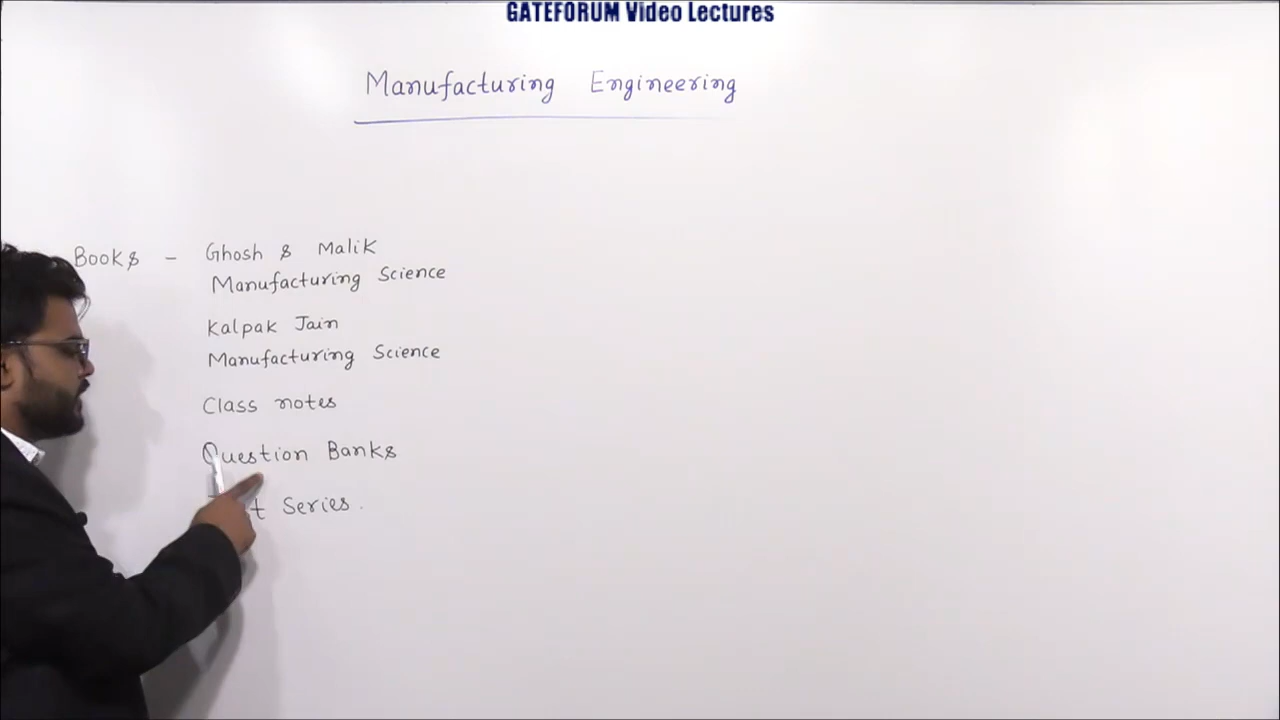 GATEFORUM Video Lectures
Manufacturing Engineering
Books - Ghosh & Malik
Manufacturing Science
Kalpak Jain
Manufacturing Science
Class notes
Question Banks
Series.